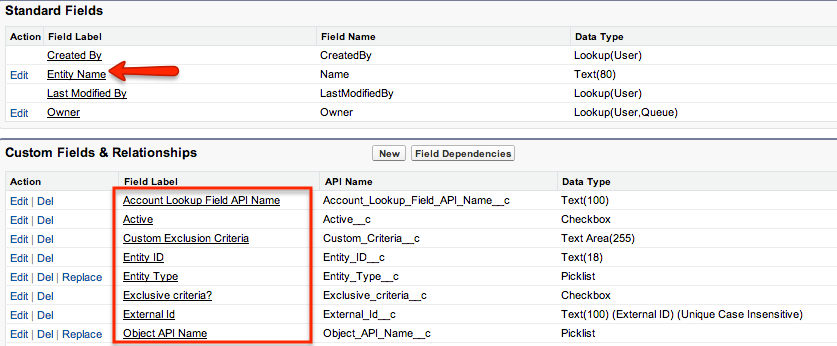 Standard Fields
Action Field Label Field Name Data Type
Created By CreatedBy Lookup(User)
Edit Entity Name Name Text(80)
Last Modified By LastModifiedBy Lookup(User)
Edit Owner Owner Lookup(User,Queue)
Custom Fields & Relationships New Field Dependencies
Action Field Label API Name Data Type
Edit | Del Account Lookup Field API Name Account_Lookup_Field_API_Name__c Text(100)
Edit | Del Active Active__c Checkbox
Edit | Del Custom Exclusion Criteria Custom_Criteria__c Text Area(255)
Edit | Del Entity ID Entity_ID__c Text(18)
Edit | Del | Replace Entity Type Entity_Type__c Picklist
Edit | Del Exclusive criteria? Exclusive_criteria__c Checkbox
Edit | Del External Id External_Id__c Text(100) (External ID) (Unique Case Insensitive)
Edit | Del | Replace Object API Name Object_API_Name__c Picklist